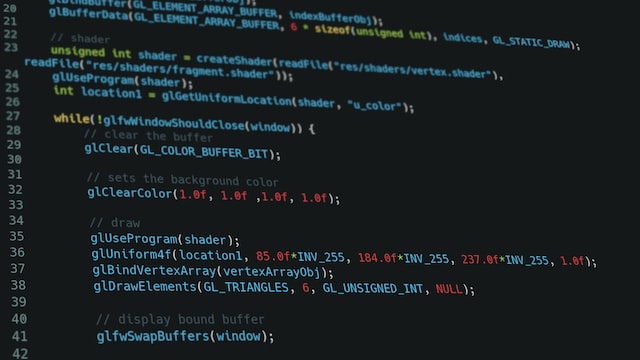 20 glBindBuffer(GL_ELEMENT_ARRAY_BUFFER, indexBufferObj);
21 glBufferData(GL_ELEMENT_ARRAY_BUFFER, 6 * sizeof(unsigned int), indices, GL_STATIC_DRAW);
22
23 // shader
unsigned int shader = createShader(readFile("res/shaders/vertex.shader"),
readFile("res/shaders/fragment.shader"));
24 glUseProgram(shader);
25 int location1 = glGetUniformLocation(shader, "u_color");
26
27 while(!glfwWindowShouldClose(window)) {
28 // clear the buffer
29 glClear(GL_COLOR_BUFFER_BIT);
30
31 // sets the background color
32 glClearColor(1.0f, 1.0f ,1.0f, 1.0f);
33
34 // draw
35 glUseProgram(shader);
36 glUniform4f(location1, 85.0f*INV_255, 184.0f*INV_255, 237.0f*INV_255, 1.0f);
37 glBindVertexArray(vertexArrayObj);
38 glDrawElements(GL_TRIANGLES, 6, GL_UNSIGNED_INT, NULL);
39
40 // display bound buffer
41 glfwSwapBuffers(window);
42